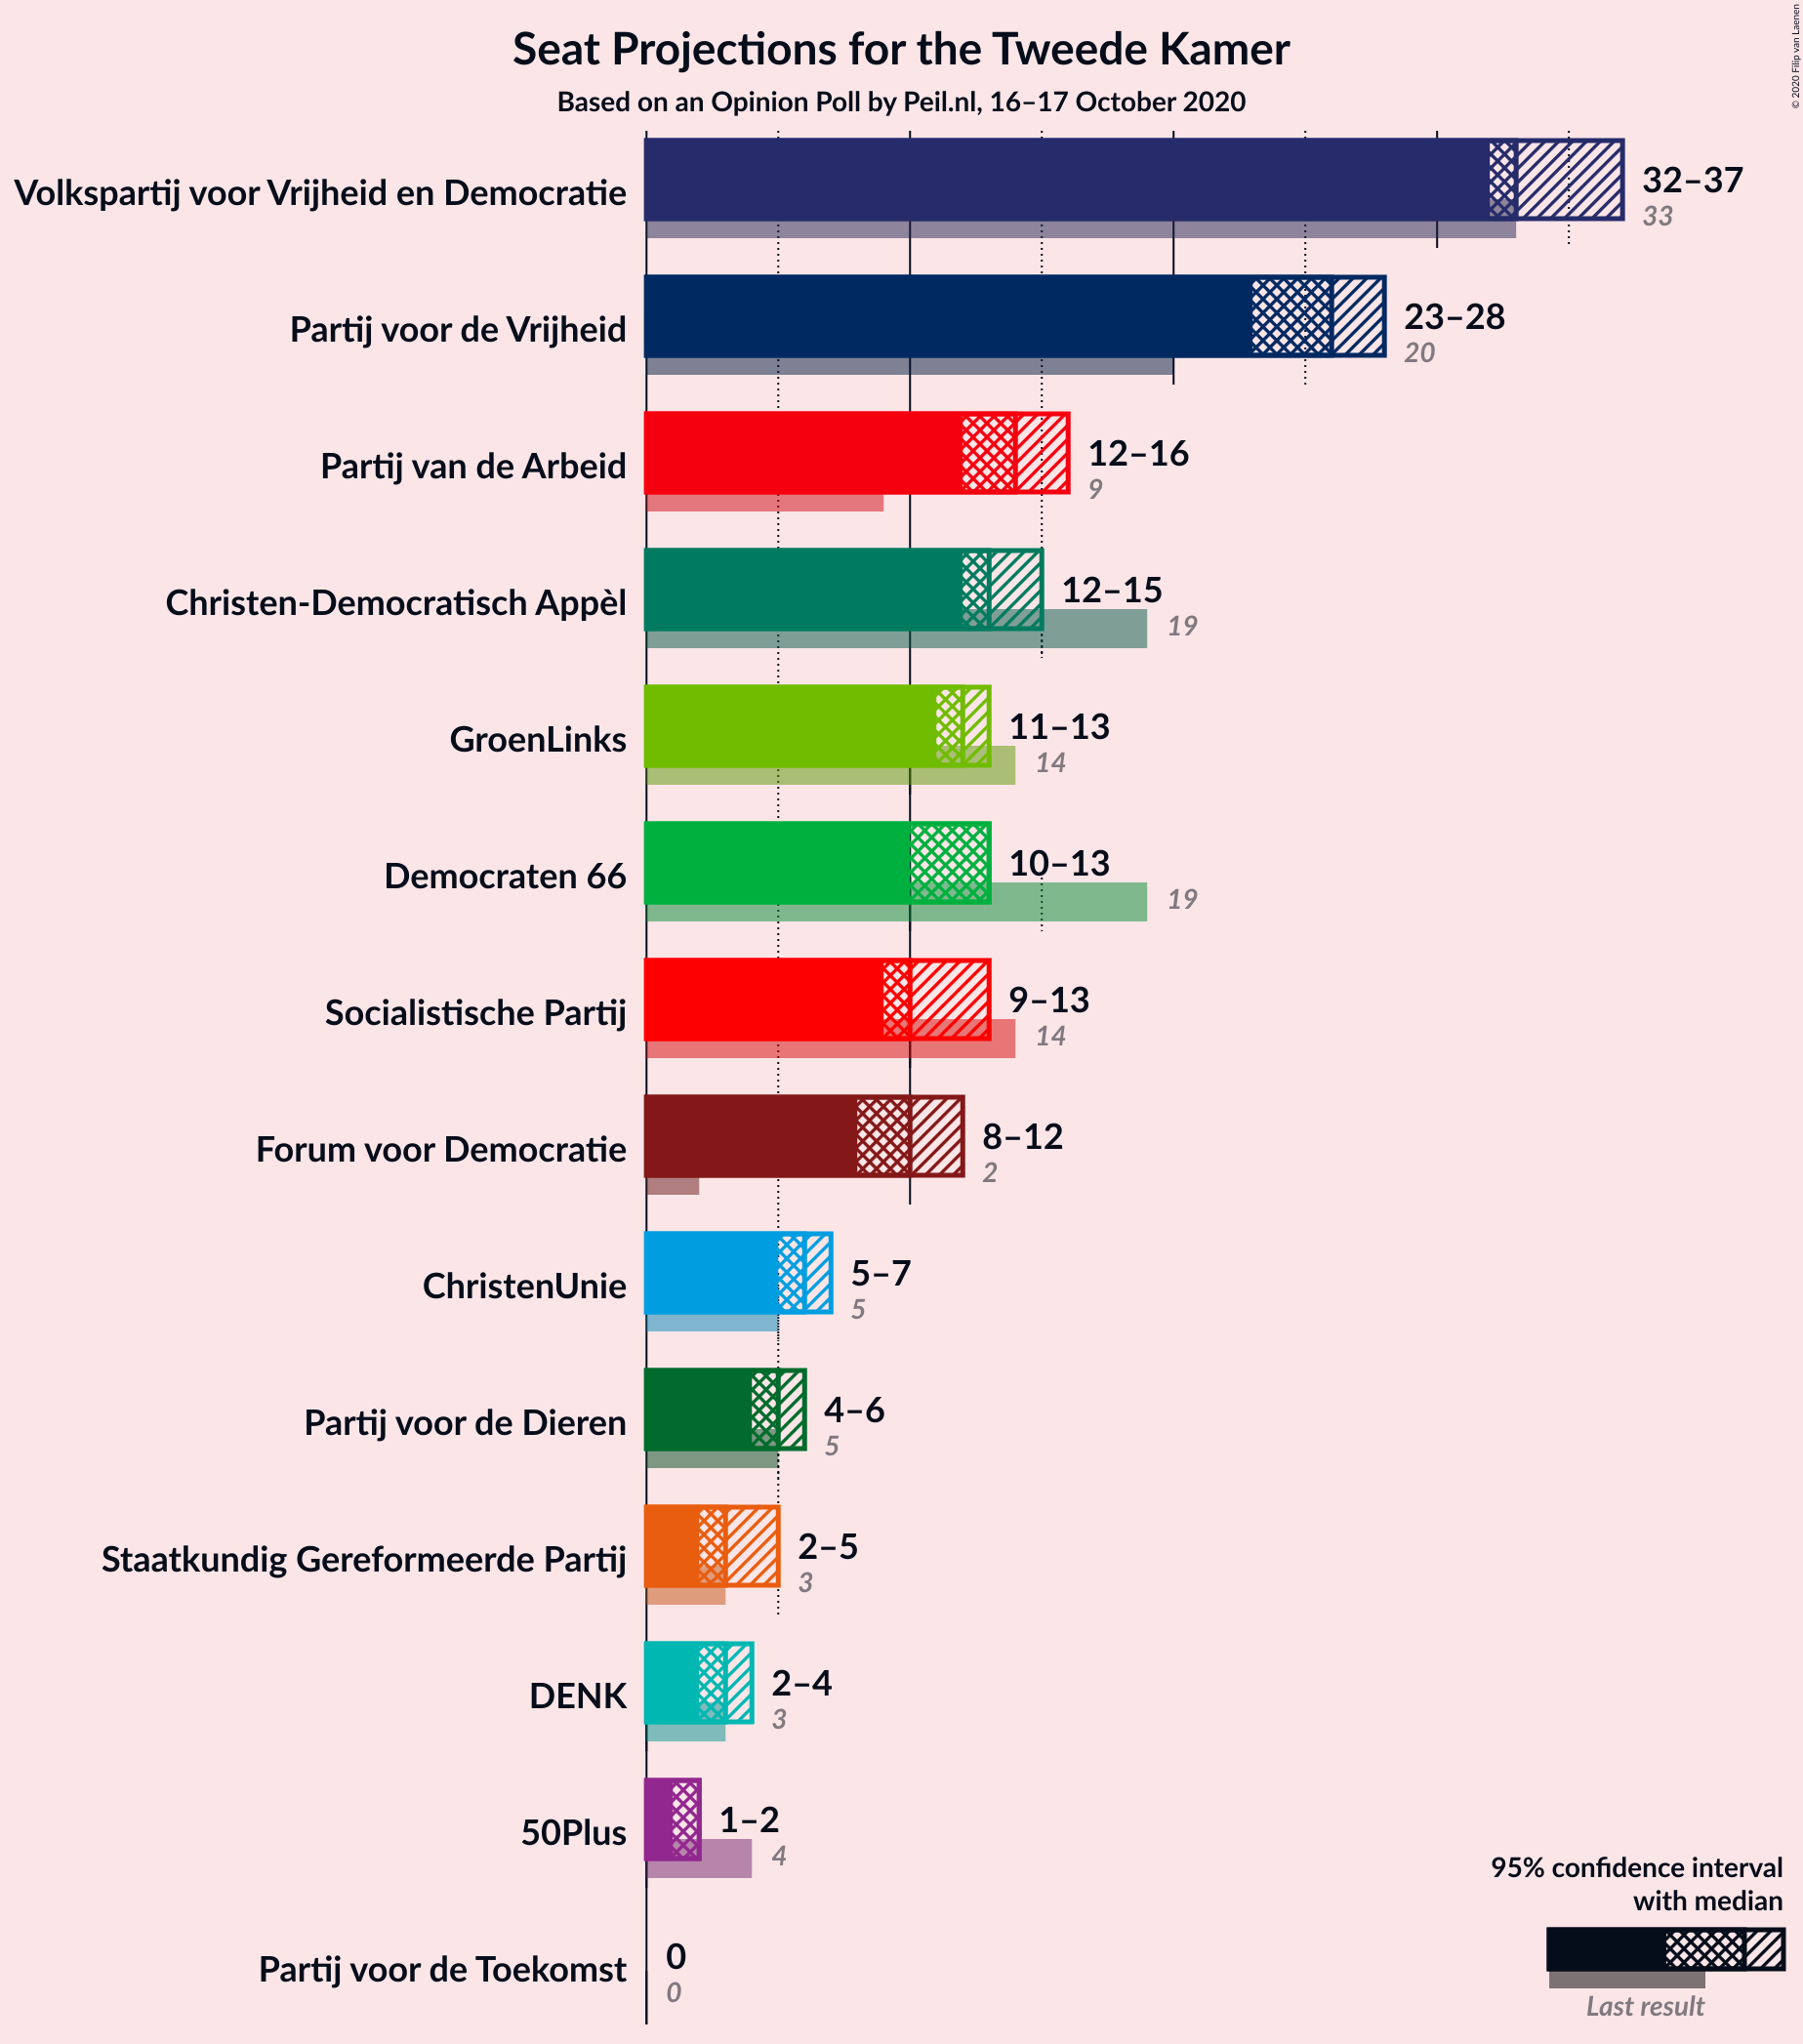 Seat Projections for the Tweede Kamer
Based on an Opinion Poll by Peil.nl, 16–17 October 2020
© 2020 Filip van Laenen
Volkspartij voor Vrijheid en Democratie
32–37
33
Partij voor de Vrijheid
23–28
20
Partij van de Arbeid
12–16
9
Christen-Democratisch Appèl
12–15
19
GroenLinks
11–13
14
Democraten 66
10–13
19
Socialistische Partij
9–13
14
Forum voor Democratie
8–12
2
ChristenUnie
5–7
5
Partij voor de Dieren
4–6
5
Staatkundig Gereformeerde Partij
2–5
3
DENK
2–4
3
50Plus
1–2
4
Partij voor de Toekomst
0
0
95% confidence interval
with median
Last result